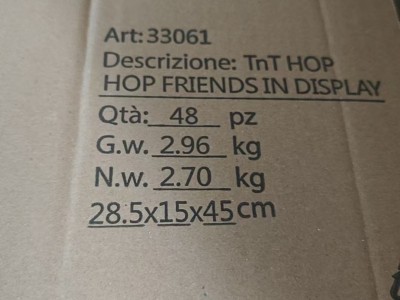 Art:33061
Descrizione: TnT HOP
HOP FRIENDS IN DISPLAY
Qtà: 48 pz
G.w. 2.96 kg
N.w. 2.70 kg
28.5x15x45cm